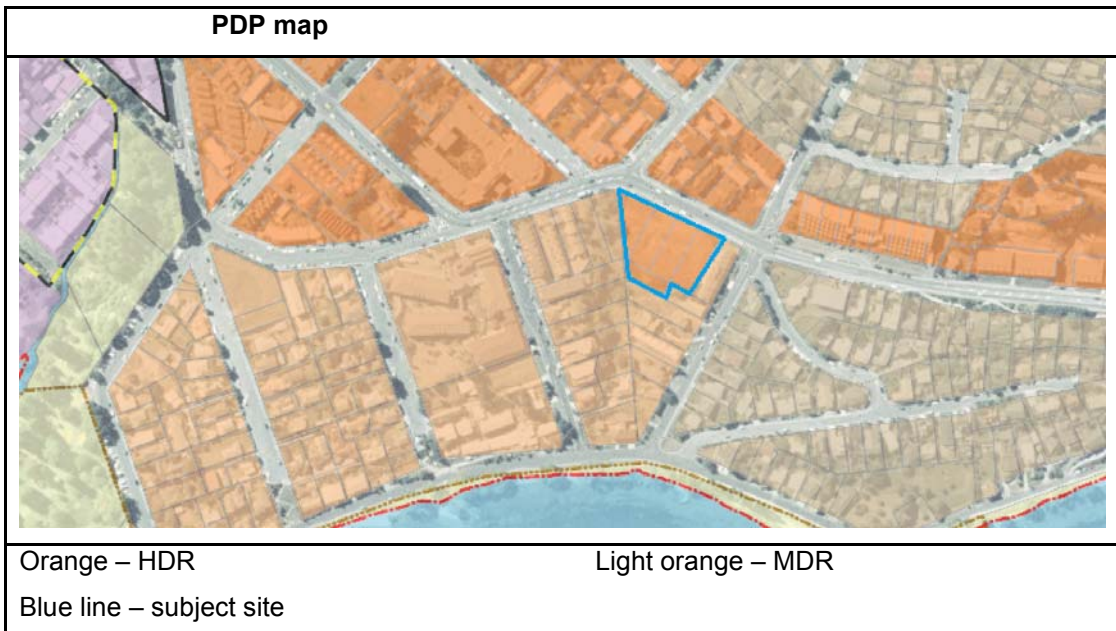 PDP map
Orange – HDR Light orange – MDR
Blue line – subject site